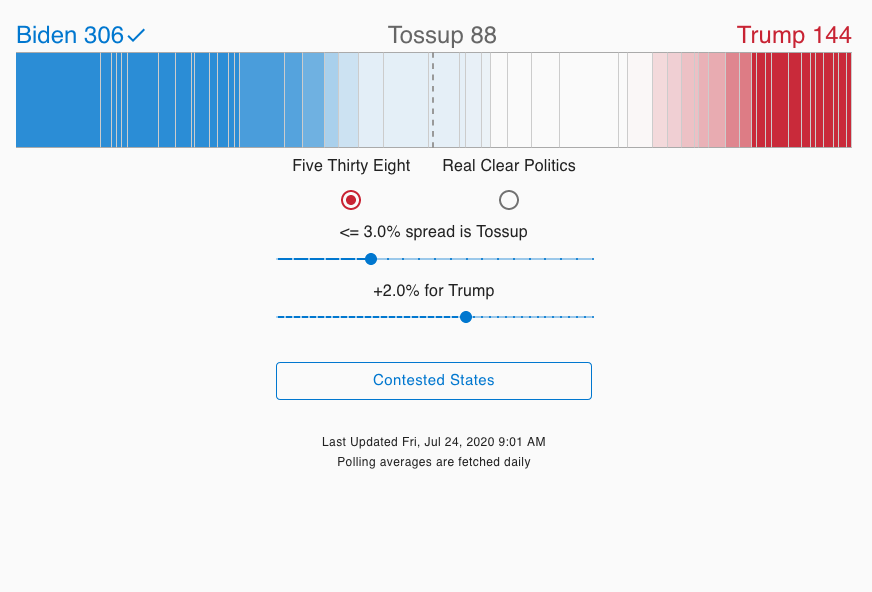 Biden 306✓ Tossup 88 Trump 144
Five Thirty Eight Real Clear Politics
<= 3.0% spread is Tossup
+2.0% for Trump
Contested States
Last Updated Fri, Jul 24, 2020 9:01 AM
Polling averages are fetched daily